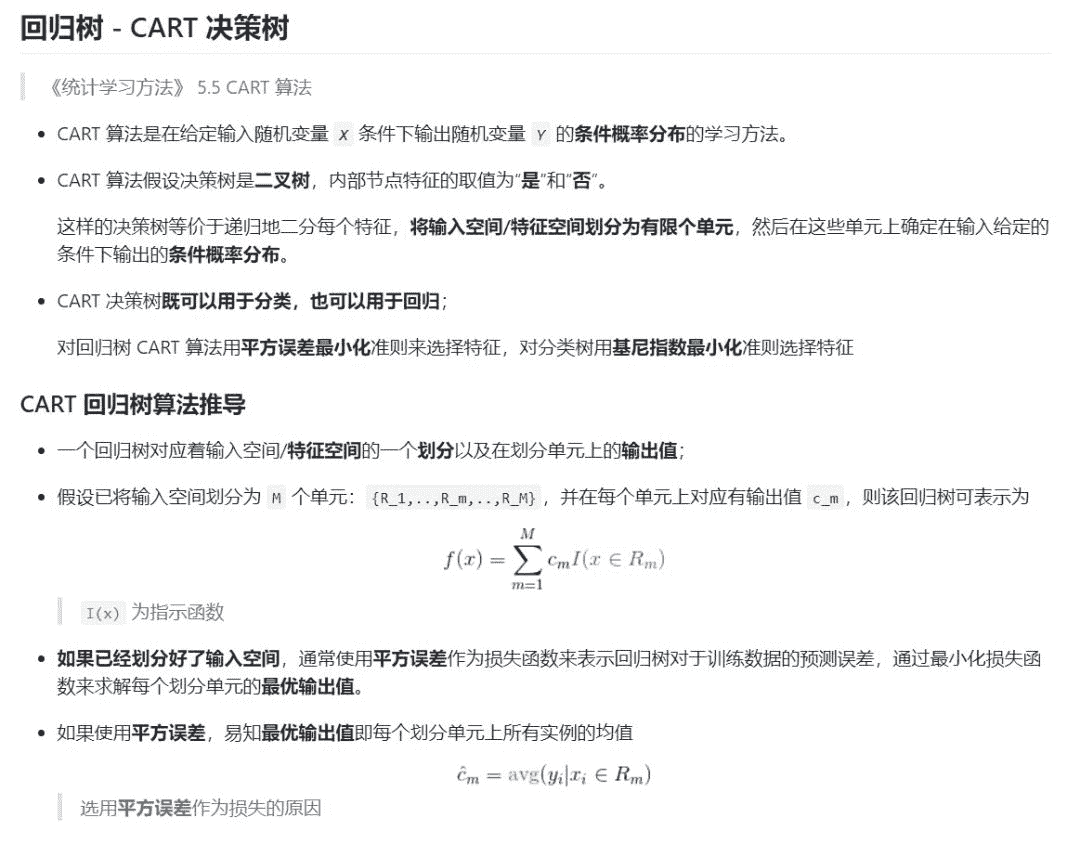 回归树 - CART 决策树
《统计学习方法》 5.5 CART 算法
CART 算法是在给定输入随机变量 X 条件下输出随机变量 Y 的条件概率分布的学习方法。
CART 算法假设决策树是二叉树，内部节点特征的取值为“是”和“否”。
这样的决策树等价于递归地二分每个特征，将输入空间/特征空间划分为有限个单元，然后在这些单元上确定在输入给定的
条件下输出的条件概率分布。
CART 决策树既可以用于分类，也可以用于回归；
对回归树 CART 算法用平方误差最小化准则来选择特征，对分类树用基尼指数最小化准则选择特征
CART 回归树算法推导
一个回归树对应着输入空间/特征空间的一个划分以及在划分单元上的输出值；
假设已将输入空间划分为 M 个单元：{R_1,..,R_m,..,R_M}，并在每个单元上对应有输出值 c_m，则该回归树可表示为
f(x) = \sum_{m=1}^{M} c_m I(x ∈ R_m)
I(x) 为指示函数
如果已经划分好了输入空间，通常使用平方误差作为损失函数来表示回归树对于训练数据的预测误差，通过最小化损失函
数来求解每个划分单元的最优输出值。
如果使用平方误差，易知最优输出值即每个划分单元上所有实例的均值
ĉ_m = avg(y_i|x_i ∈ R_m)
选用平方误差作为损失的原因